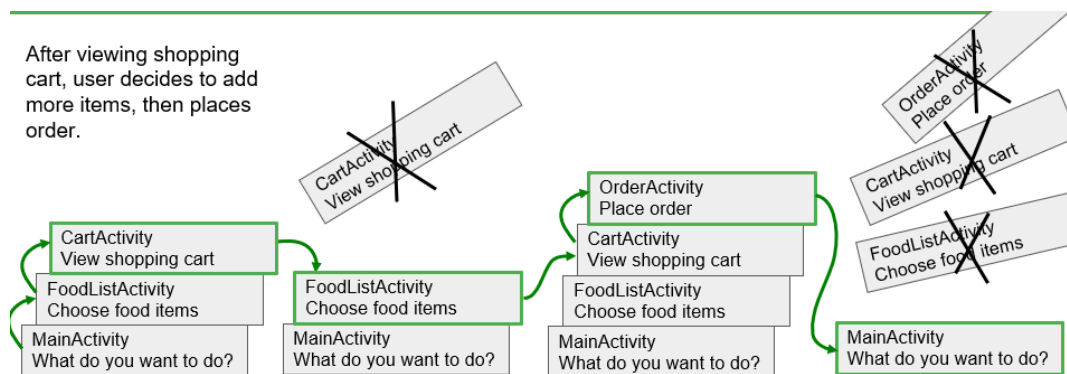 After viewing shopping
cart, user decides to add
more items, then places
order.
CartActivity
View shopping cart
FoodListActivity
Choose food items
MainActivity
What do you want to do?
CartActivity
View shopping cart
FoodListActivity
Choose food items
MainActivity
What do you want to do?
OrderActivity
Place order
CartActivity
View shopping cart
FoodListActivity
Choose food items
MainActivity
What do you want to do?
OrderActivity
Place order
CartActivity
View shopping cart
FoodListActivity
Choose food items
MainActivity
What do you want to do?